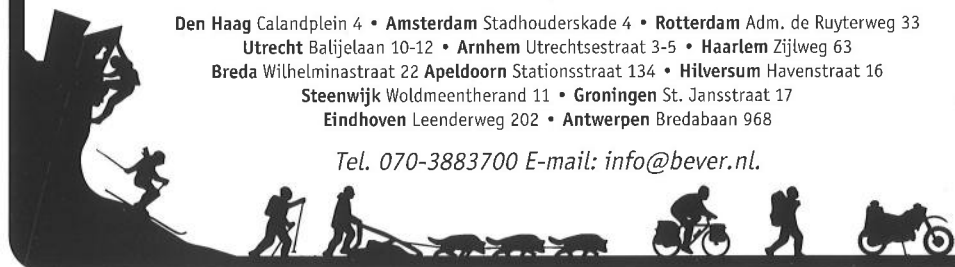 Den Haag Calandplein 4 • Amsterdam Stadhouderskade 4 • Rotterdam Adm. de Ruyterweg 33
Utrecht Balijelaan 10-12 • Arnhem Utrechtsestraat 3-5 • Haarlem Zijlweg 63
Breda Wilhelminastraat 22 Apeldoorn Stationsstraat 134 • Hilversum Havenstraat 16
Steenwijk Woldmeentherand 11 • Groningen St. Jansstraat 17
Eindhoven Leenderweg 202 • Antwerpen Bredabaan 968
Tel. 070-3883700 E-mail: info@bever.nl.